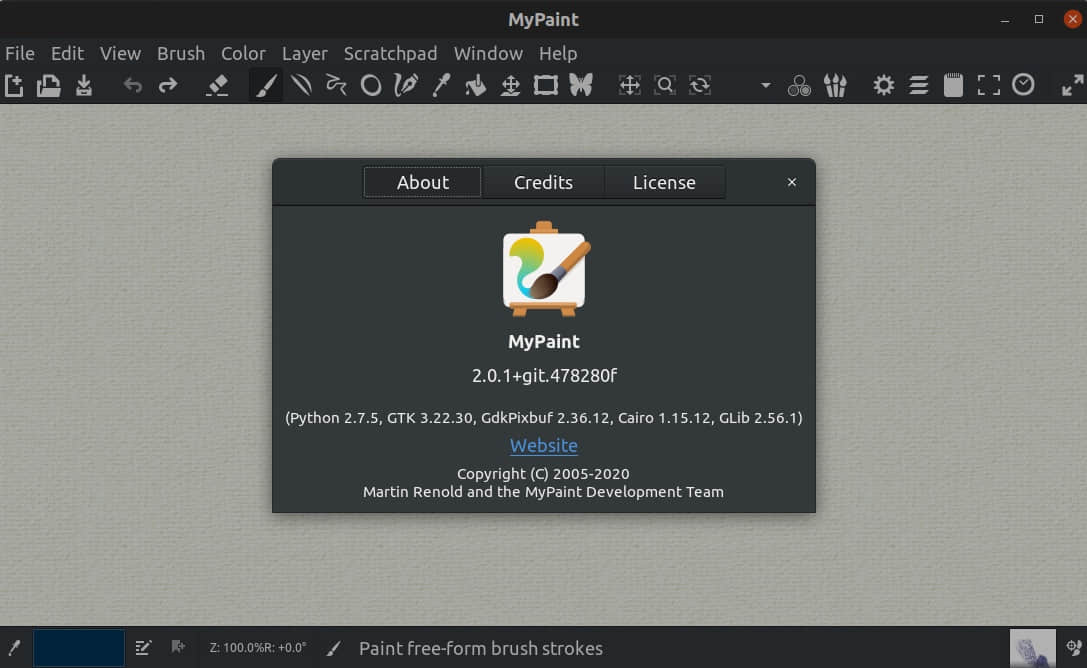 MyPaint
File Edit View Brush Color Layer Scratchpad Window Help
About Credits License
MyPaint
2.0.1+git.478280f
(Python 2.7.5, GTK 3.22.30, GdkPixbuf 2.36.12, Cairo 1.15.12, GLib 2.56.1)
Website
Copyright (C) 2005-2020
Martin Renold and the MyPaint Development Team
Z: 100.0%R: +0.0° Paint free-form brush strokes